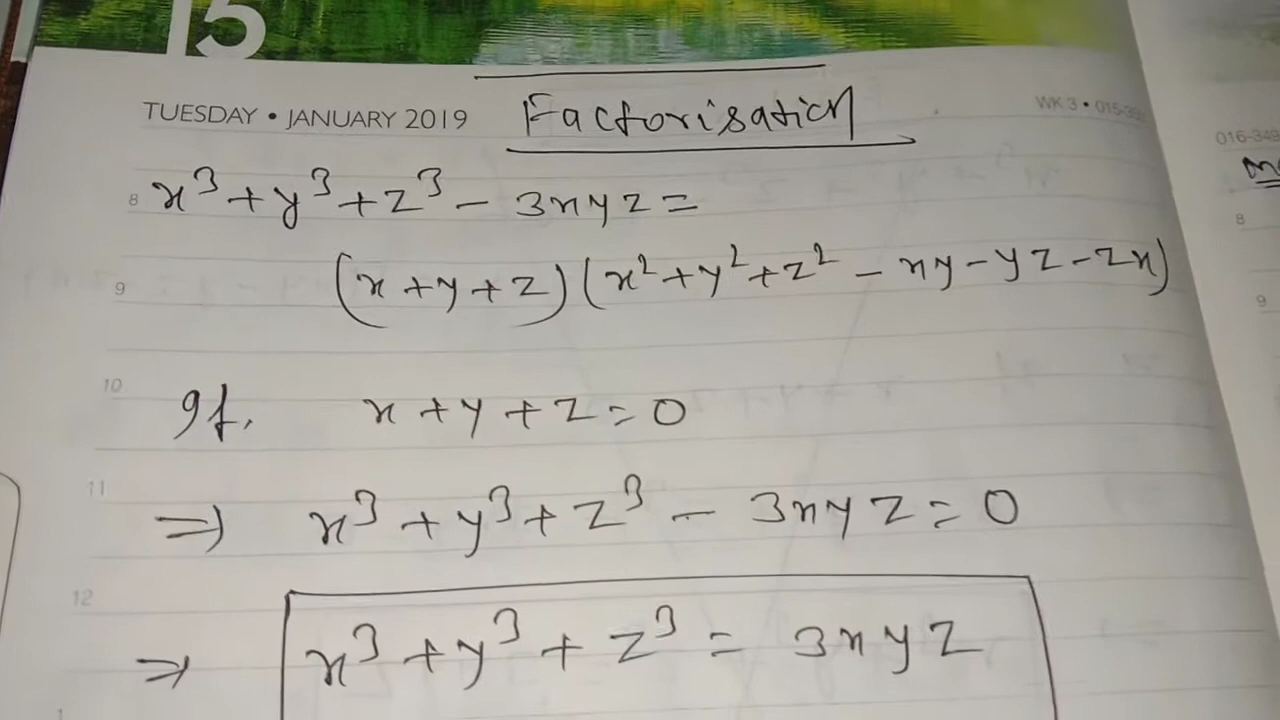 15
TUESDAY • JANUARY 2019
Factorisation
WK 3 • 015-
016-349
8 x³ + y³ + z³ - 3xyz =
9 (x + y + z) (x² + y² + z² - xy - yz - zx)
10 If. x + y + z = 0
11 ⇒ x³ + y³ + z³ - 3xyz = 0
12 ⇒ x³ + y³ + z³ = 3xyz
1
8
9